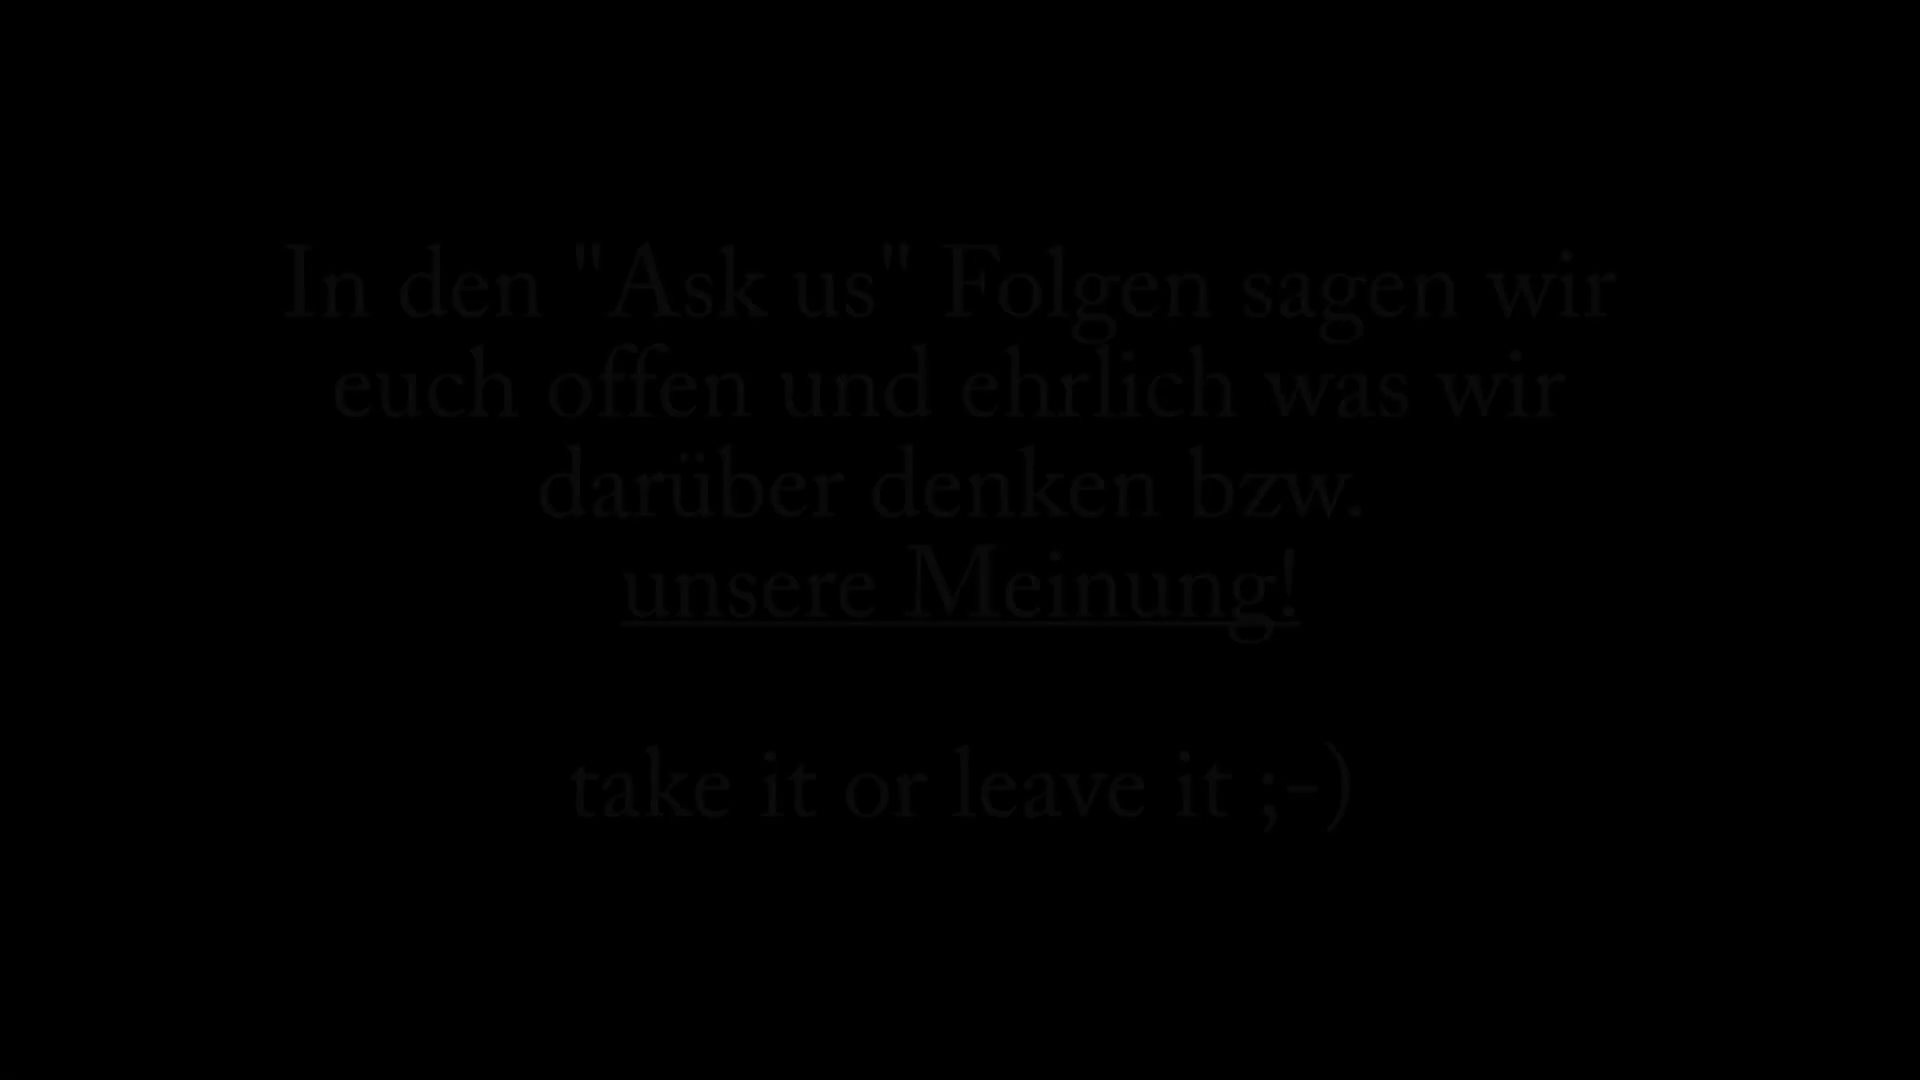 In den "Ask us" Folgen sagen wir
euch offen und ehrlich was wir
darüber denken bzw.
unsere Meinung!
take it or leave it ;-)